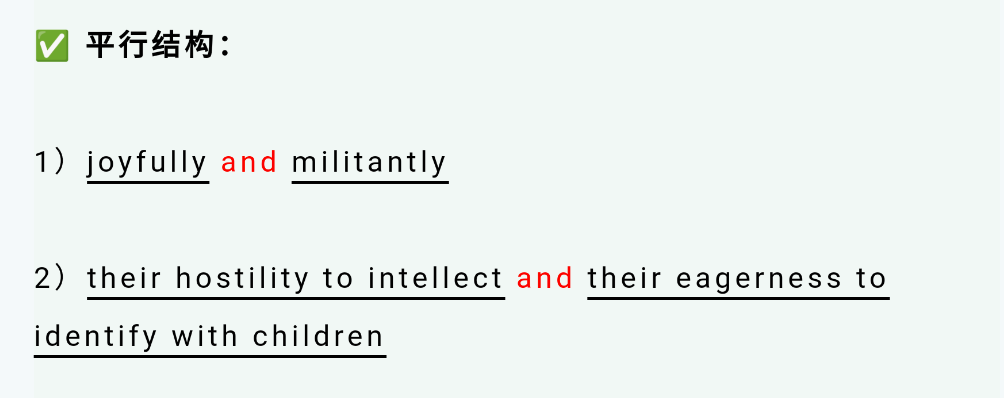 ✅ 平行结构：
1）joyfully and militantly
2）their hostility to intellect and their eagerness to
identify with children